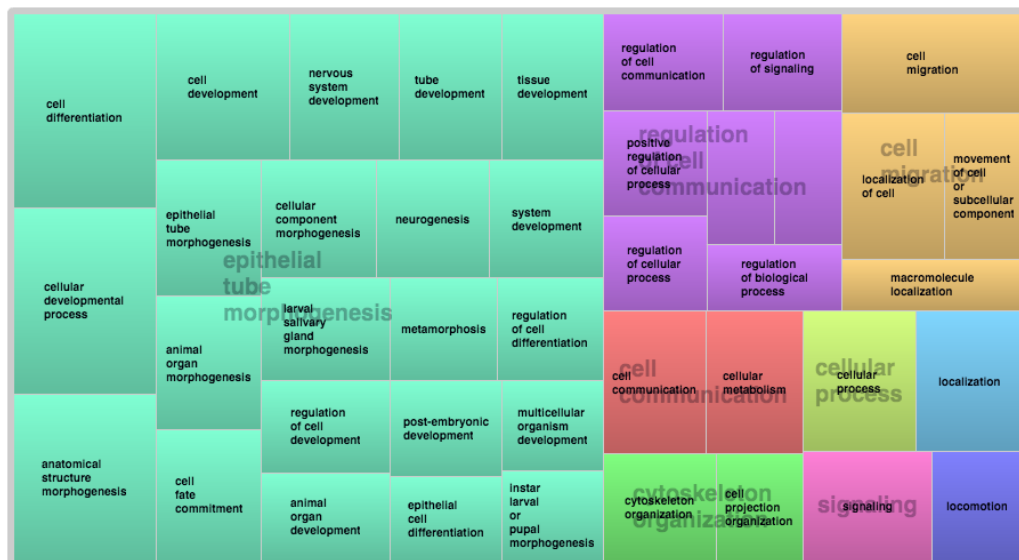 cell
differentiation
cell
development
nervous
system
development
tube
development
tissue
development
cellular
developmental
process
anatomical
structure
morphogenesis
epithelial
tube
morphogenesis
cellular
component
morphogenesis
neurogenesis
system
development
epithelial
tube
morphogenesis
animal
organ
morphogenesis
larval
salivary
gland
morphogenesis
metamorphosis
regulation
of cell
differentiation
cell
fate
commitment
regulation
of cell
development
post-embryonic
development
multicellular
organism
development
animal
organ development
epithelial
cell
differentiation
instar
larval
or
pupal
morphogenesis
regulation
of cell
communication
regulation
of signaling
positive
regulation
of cellular
process
regulation
of cell
communication
regulation
of cellular
process
regulation
of biological
process
cell
migration
localization
of cell
movement
of cell
or
subcellular
component
cell
migration
macromolecule
localization
cell
communication
cellular
metabolism
cell
communication
cellular
process
cellular
process
localization
cytoskeleton
organization
cell
projection
organization
cytoskeleton
organization
signaling
signaling
locomotion